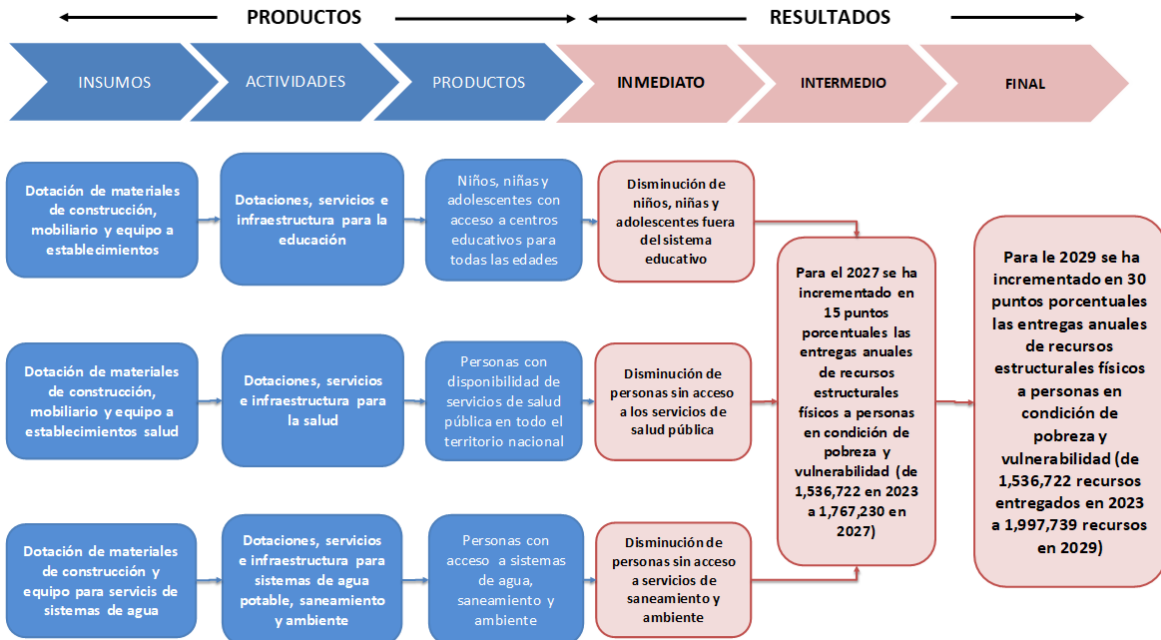 PRODUCTOS
RESULTADOS
INSUMOS
ACTIVIDADES
PRODUCTOS
INMEDIATO
INTERMEDIO
FINAL
Dotación de materiales
de construcción,
mobiliario y equipo a
establecimientos
Dotaciones, servicios e
infraestructura para la
educación
Niños, niñas y
adolescentes con
acceso a centros
educativos para
todas las edades
Disminución de
niños, niñas y
adolescentes fuera
del sistema
educativo
Dotación de materiales
de construcción,
mobiliario y equipo a
establecimientos salud
Dotaciones, servicios
e infraestructura para
la salud
Personas con
disponibilidad de
servicios de salud
pública en todo el
territorio nacional
Disminución de
personas sin acceso
a los servicios de
salud pública
Dotación de materiales
de construcción y
equipo para servicis de
sistemas de agua
Dotaciones, servicios
e infraestructura para
sistemas de agua
potable, saneamiento
y ambiente
Personas con
acceso a sistemas
de agua,
saneamiento y
ambiente
Disminución de
personas sin acceso
a servicios de
saneamiento y
ambiente
Para el 2027 se ha
incrementado en
15 puntos
porcentuales las
entregas anuales
de recursos
estructurales
físicos a personas
en condición de
pobreza y
vulnerabilidad (de
1,536,722 en 2023
a 1,767,230 en
2027)
Para le 2029 se ha
incrementado en 30
puntos porcentuales
las entregas anuales
de recursos
estructurales físicos
a personas en
condición de
pobreza y
vulnerabilidad (de
1,536,722 recursos
entregados en 2023
a 1,997,739 recursos
en 2029)